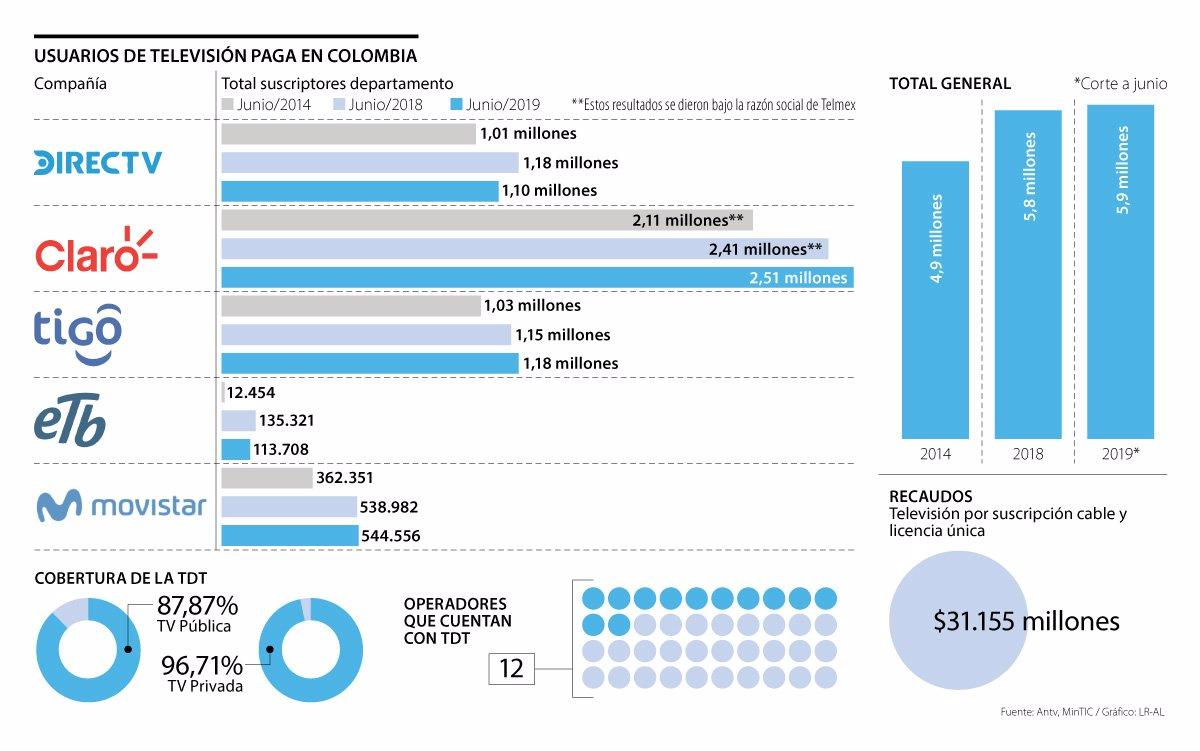 USUARIOS DE TELEVISIÓN PAGA EN COLOMBIA
Compañía
Total suscriptores departamento
Junio/2014 Junio/2018 Junio/2019 **Estos resultados se dieron bajo la razón social de Telmex
DIRECTV
1,01 millones
1,18 millones
1,10 millones
Claro
2,11 millones**
2,41 millones**
2,51 millones
tigo
1,03 millones
1,15 millones
1,18 millones
eTb
12.454
135.321
113.708
movistar
362.351
538.982
544.556
TOTAL GENERAL
*Corte a junio
4,9 millones
5,8 millones
5,9 millones
2014
2018
2019*
RECAUDOS
Televisión por suscripción cable y
licencia única
$31.155 millones
COBERTURA DE LA TDT
87,87%
TV Pública
96,71%
TV Privada
OPERADORES
QUE CUENTAN
CON TDT
12
Fuente: Antv, MinTIC / Gráfico: LR-AL